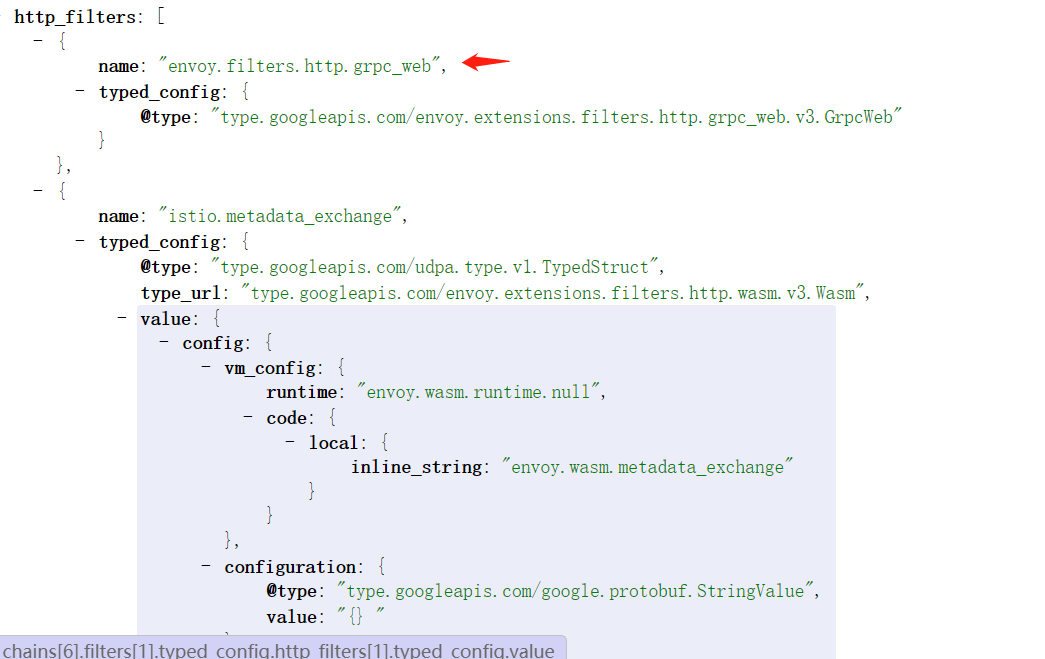 http_filters: [
- {
name: "envoy.filters.http.grpc_web",
- typed_config: {
@type: "type.googleapis.com/envoy.extensions.filters.http.grpc_web.v3.GrpcWeb"
}
},
- {
name: "istio.metadata_exchange",
- typed_config: {
@type: "type.googleapis.com/udpa.type.v1.TypedStruct",
type_url: "type.googleapis.com/envoy.extensions.filters.http.wasm.v3.Wasm",
- value: {
- config: {
- vm_config: {
runtime: "envoy.wasm.runtime.null",
- code: {
- local: {
inline_string: "envoy.wasm.metadata_exchange"
}
}
},
- configuration: {
@type: "type.googleapis.com/google.protobuf.StringValue",
value: "{} "
chains[6].filters[1].typed_config.http_filters[1].typed_config.value